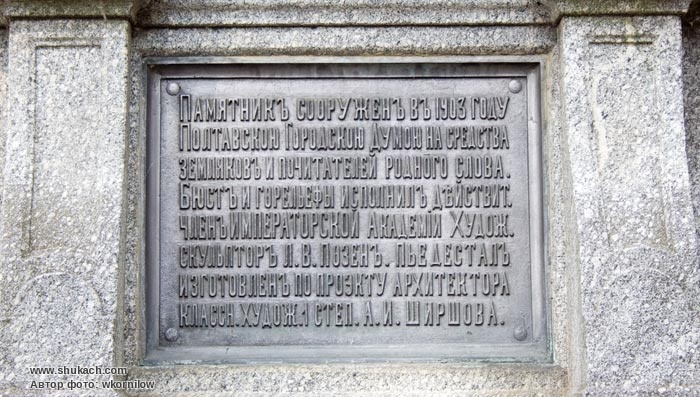 Памятникъ сооруженъ въ 1903 году
Полтавскою Городскою Думою на средства
земляковъ и почитателей родного слова.
Бюстъ и горельефы исполнилъ дѣйствит.
членъ Императорской Академiи Худож.
скульпторъ Л. В. Позенъ. Пьедесталъ
изготовленъ по проэкту архитектора
классн. худож. 1 степ. А. И. Ширшова.
www.shukach.com
Автор фото: wkornilow